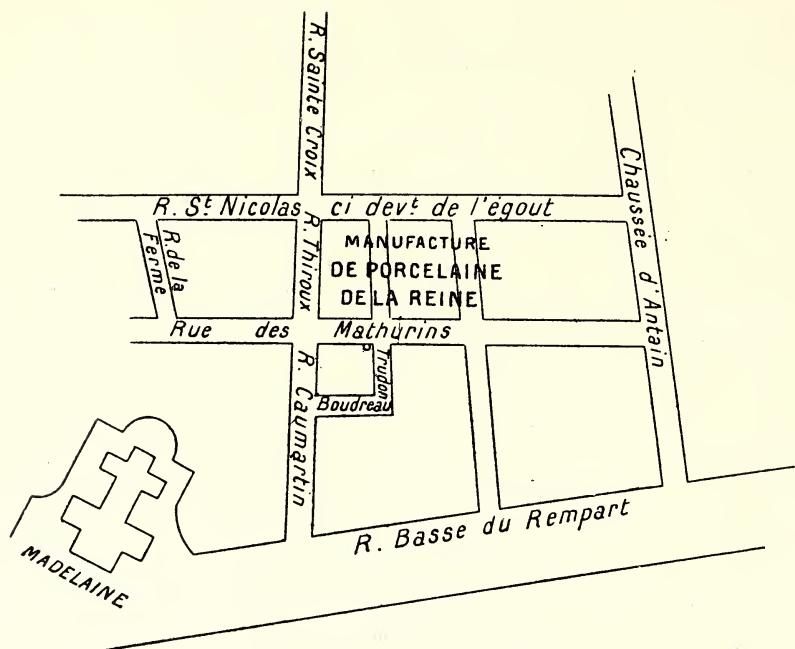 R. Sainte Croix
Chaussée d'Antain
R. St. Nicolas ci devt. de l'égout
R. de la
Ferme
R. Thiroux
MANUFACTURE
DE PORCELAINE
DE LA REINE
Rue des Mathurins
R. Caumartin
R. Trudon
Boudreau
R. Basse du Rempart
MADELAINE